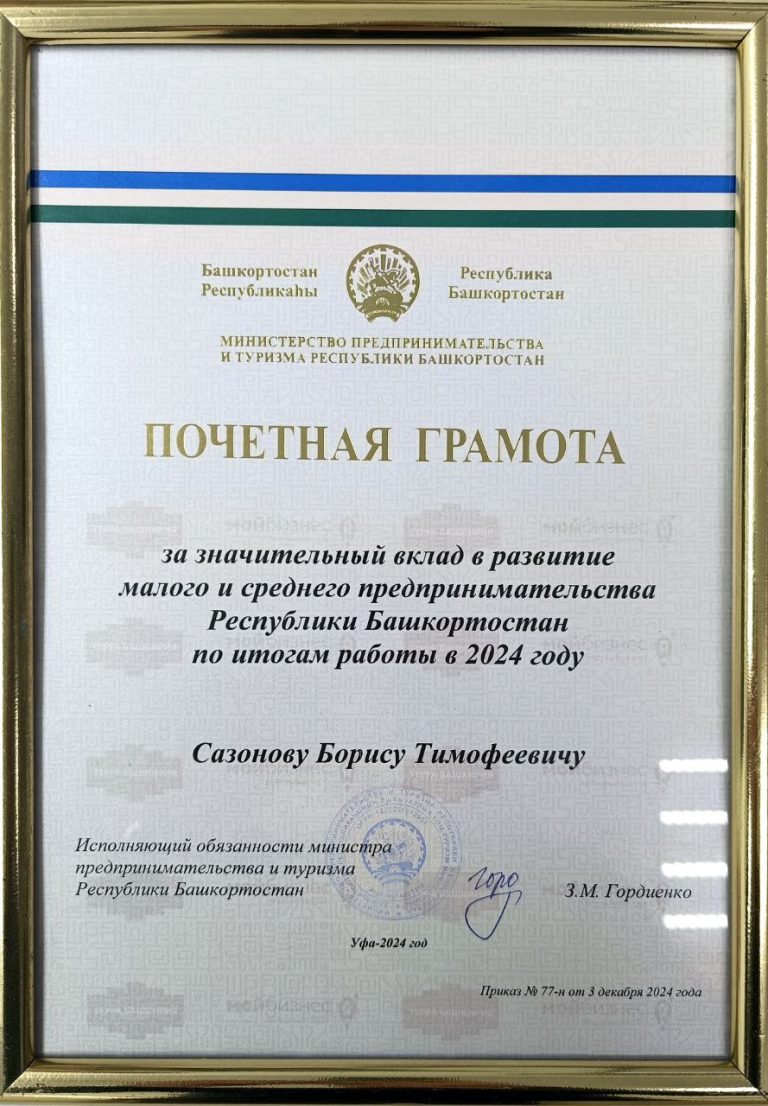 Башкортостан
Республикаһы
Республика
Башкортостан
МИНИСТЕРСТВО ПРЕДПРИНИМАТЕЛЬСТВА
И ТУРИЗМА РЕСПУБЛИКИ БАШКОРТОСТАН
ПОЧЕТНАЯ ГРАМОТА
за значительный вклад в развитие
малого и среднего предпринимательства
Республики Башкортостан
по итогам работы в 2024 году
Сазонову Борису Тимофеевичу
Исполняющий обязанности министра
предпринимательства и туризма
Республики Башкортостан
З.М. Гордиенко
Уфа-2024 год
Приказ № 77-н от 3 декабря 2024 года